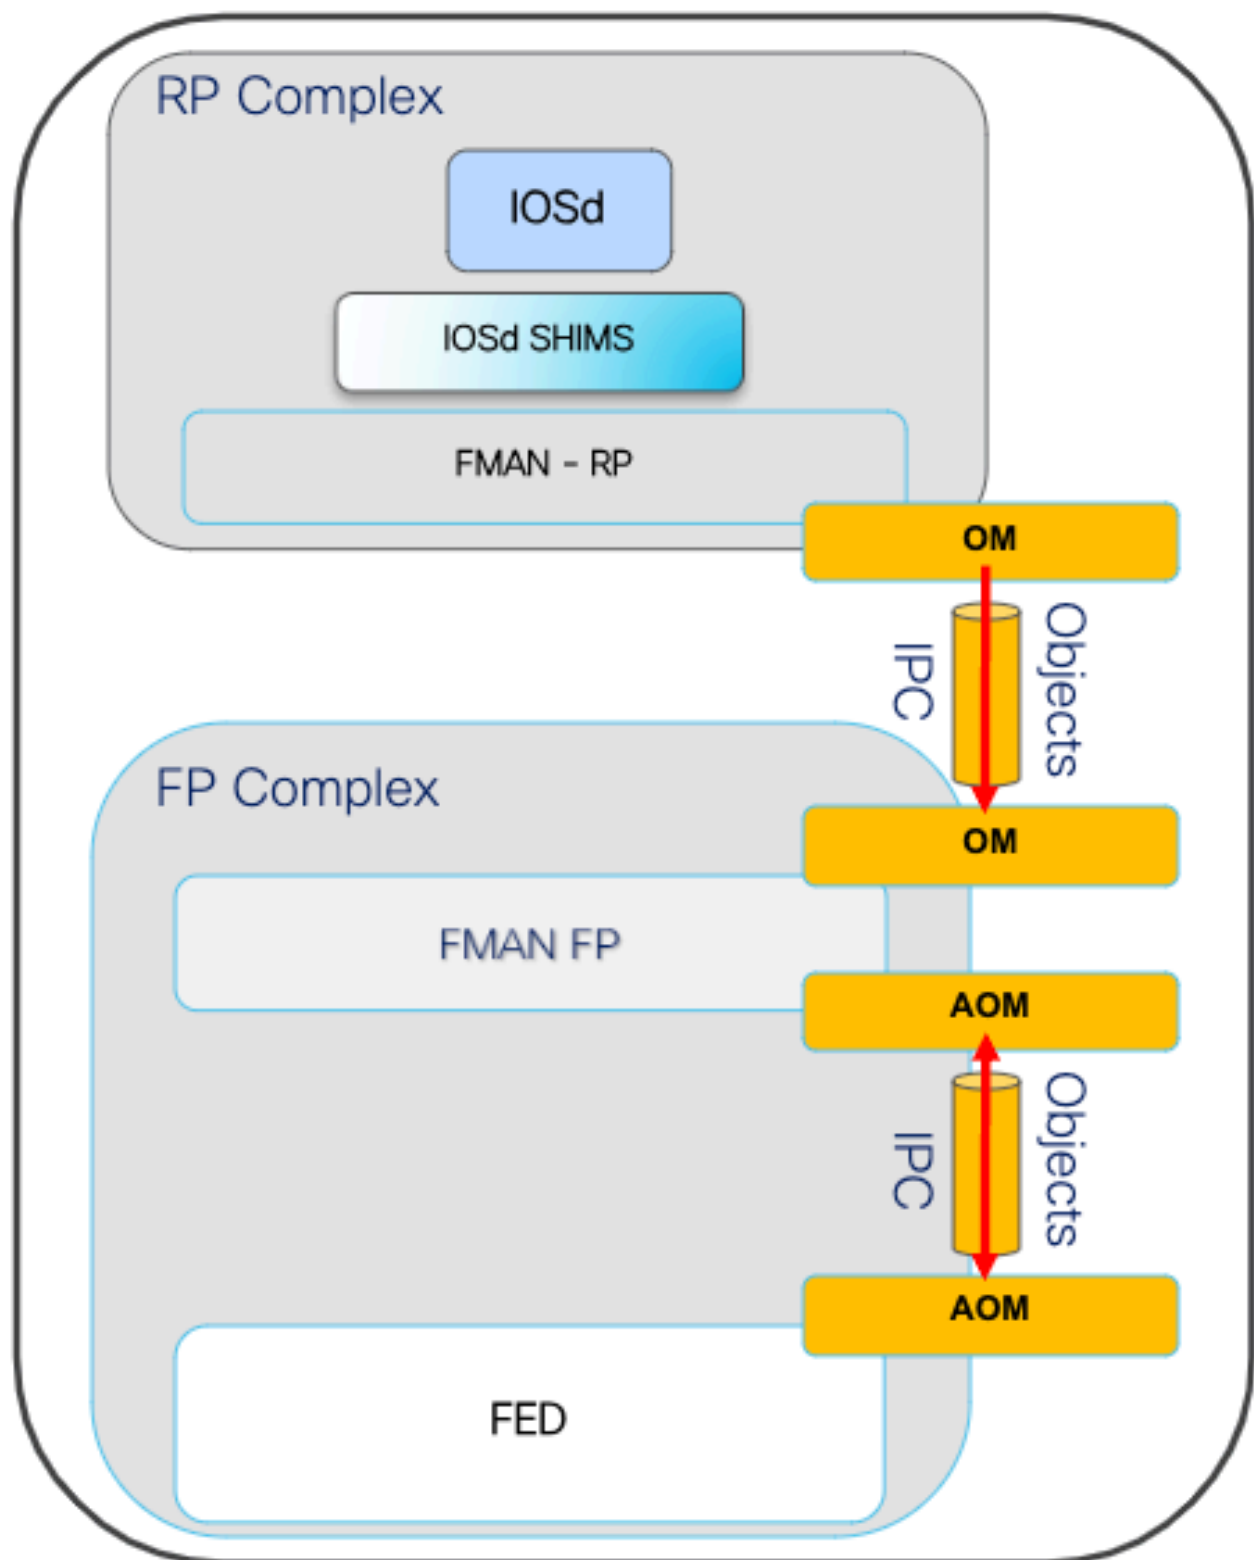 RP Complex
IOSd
IOSd SHIMS
FMAN - RP
OM
IPC
Objects
FP Complex
OM
FMAN FP
AOM
IPC
Objects
AOM
FED